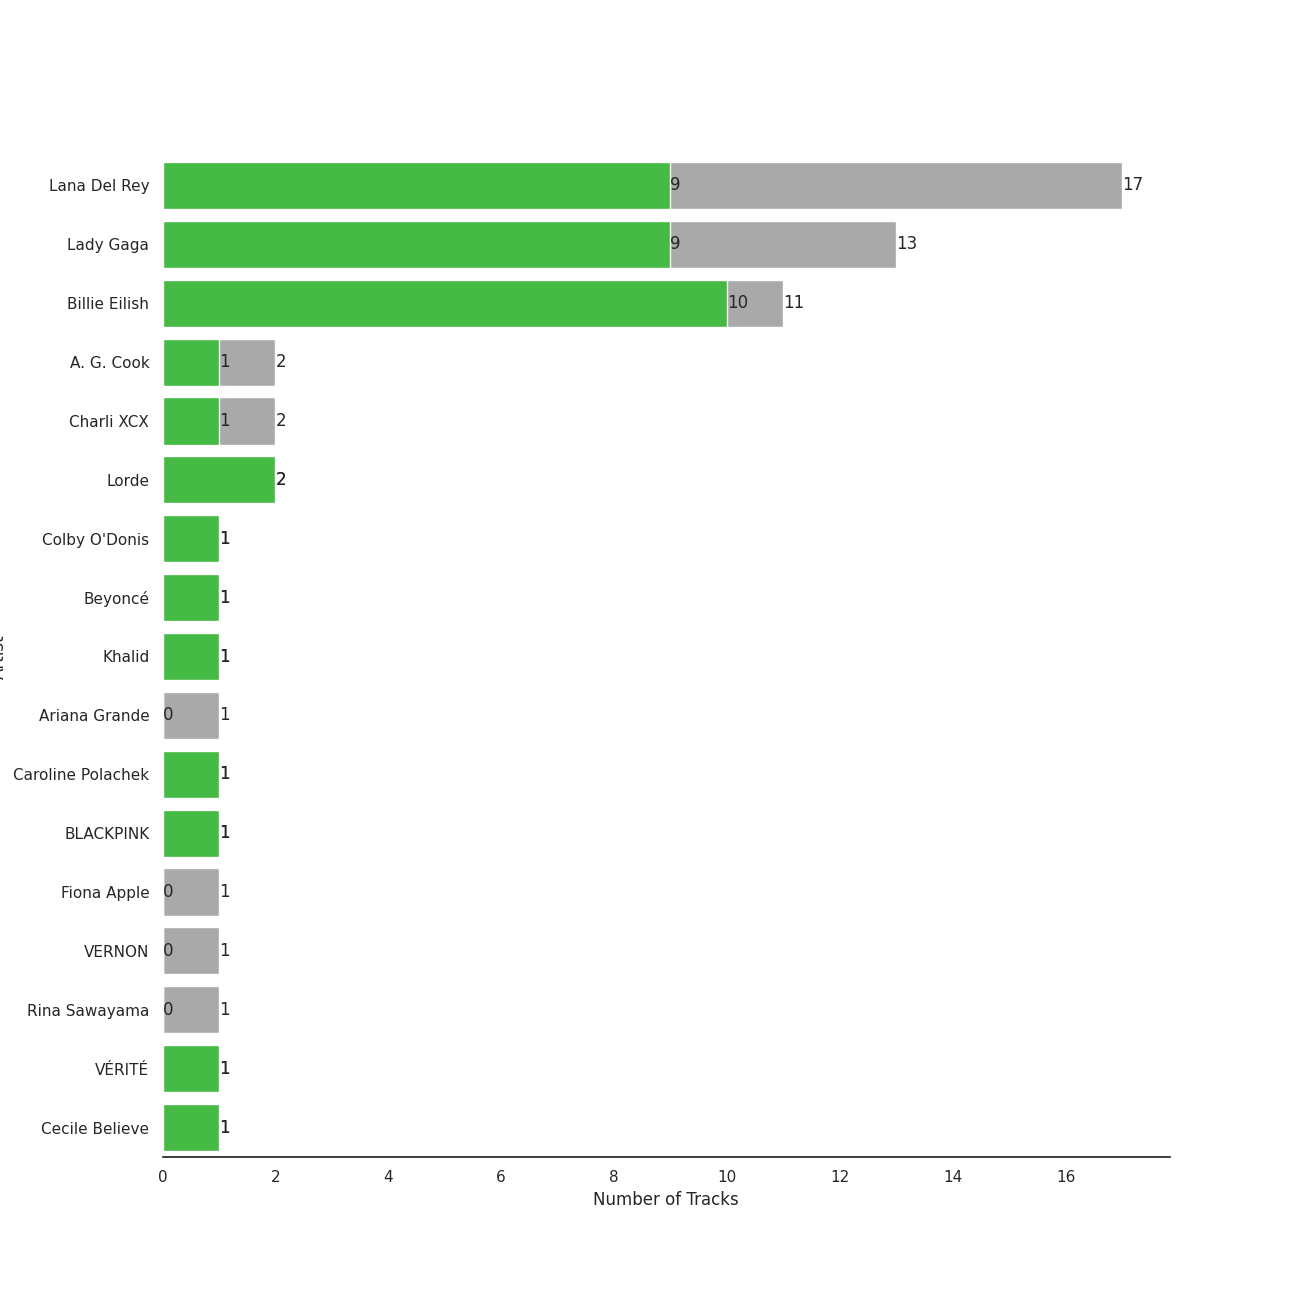 Lana Del Rey 9 17
Lady Gaga 9 13
Billie Eilish 10 11
A. G. Cook 1 2
Charli XCX 1 2
Lorde 2
Colby O'Donis 1
Beyoncé 1
Khalid 1
Ariana Grande 0 1
Caroline Polachek 1
BLACKPINK 1
Fiona Apple 0 1
VERNON 0 1
Rina Sawayama 0 1
VÉRITÉ 1
Cecile Believe 1
0 2 4 6 8 10 12 14 16
Number of Tracks